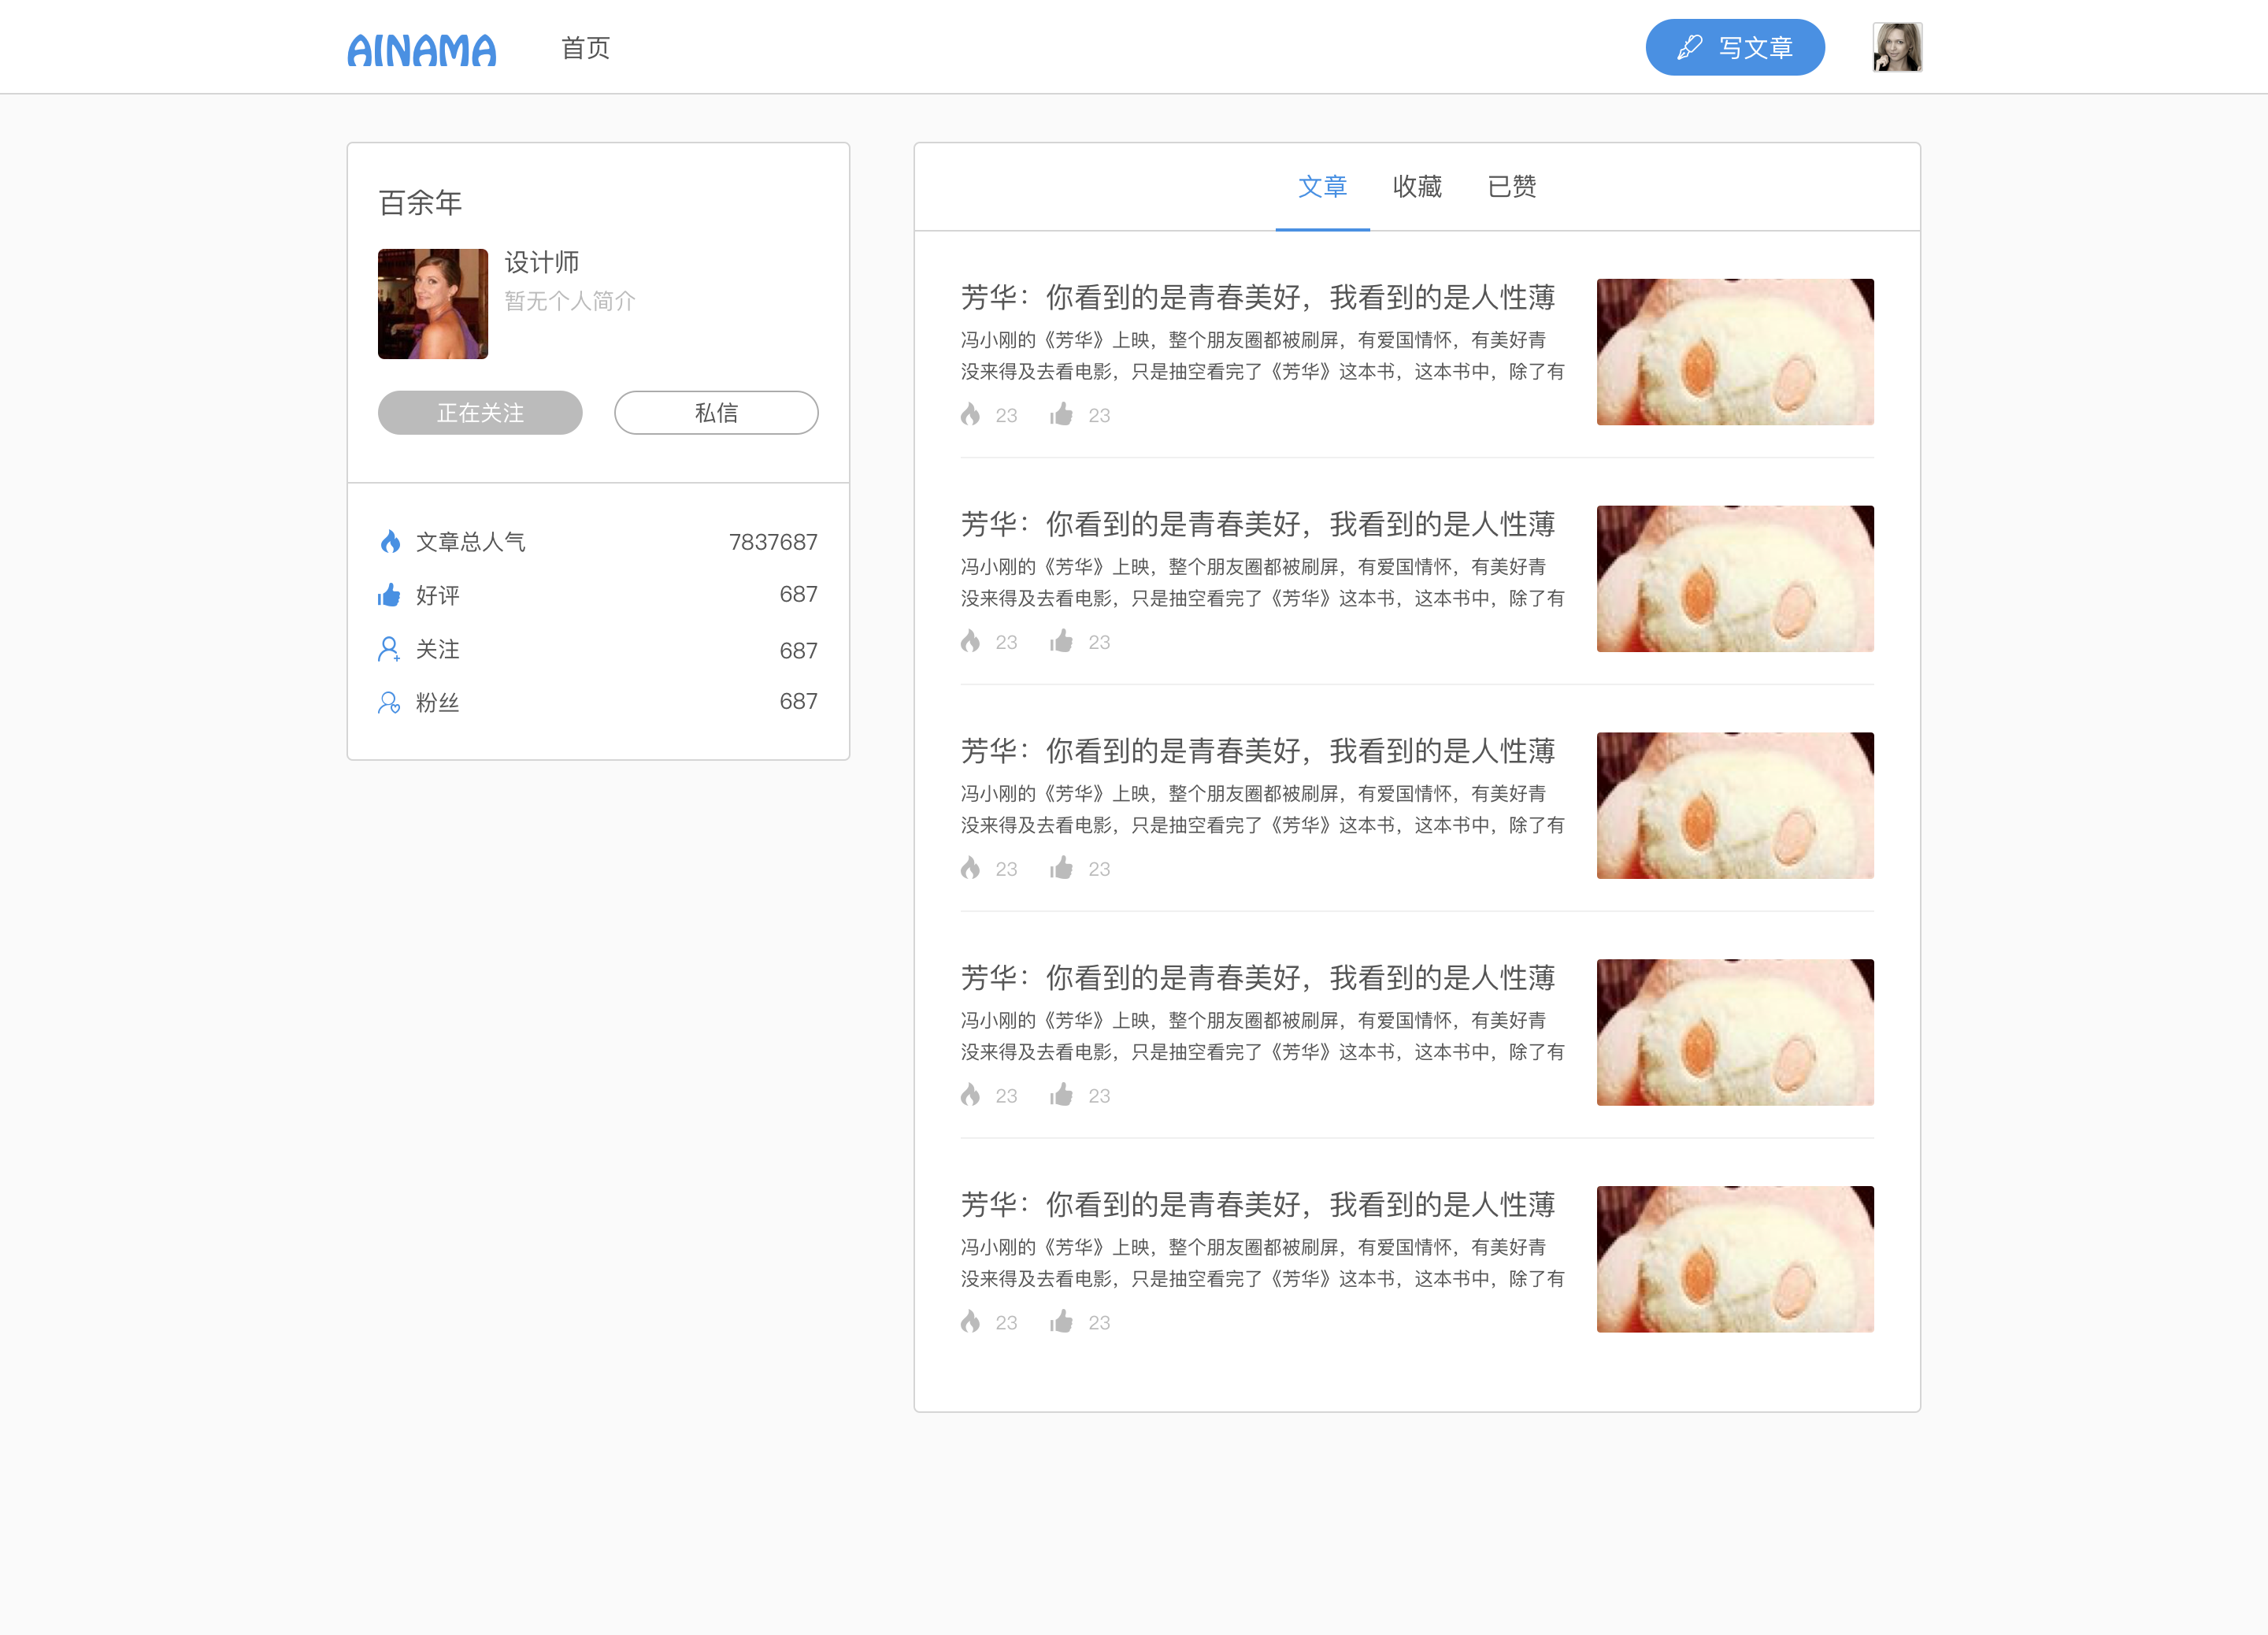 AINAMA
首页
写文章
百余年
设计师
暂无个人简介
正在关注
私信
文章总人气
7837687
好评
687
关注
687
粉丝
687
文章
收藏
已赞
芳华：你看到的是青春美好，我看到的是人性薄
冯小刚的《芳华》上映，整个朋友圈都被刷屏，有爱国情怀，有美好青
没来得及去看电影，只是抽空看完了《芳华》这本书，这本书中，除了有
23 23
芳华：你看到的是青春美好，我看到的是人性薄
冯小刚的《芳华》上映，整个朋友圈都被刷屏，有爱国情怀，有美好青
没来得及去看电影，只是抽空看完了《芳华》这本书，这本书中，除了有
23 23
芳华：你看到的是青春美好，我看到的是人性薄
冯小刚的《芳华》上映，整个朋友圈都被刷屏，有爱国情怀，有美好青
没来得及去看电影，只是抽空看完了《芳华》这本书，这本书中，除了有
23 23
芳华：你看到的是青春美好，我看到的是人性薄
冯小刚的《芳华》上映，整个朋友圈都被刷屏，有爱国情怀，有美好青
没来得及去看电影，只是抽空看完了《芳华》这本书，这本书中，除了有
23 23
芳华：你看到的是青春美好，我看到的是人性薄
冯小刚的《芳华》上映，整个朋友圈都被刷屏，有爱国情怀，有美好青
没来得及去看电影，只是抽空看完了《芳华》这本书，这本书中，除了有
23 23